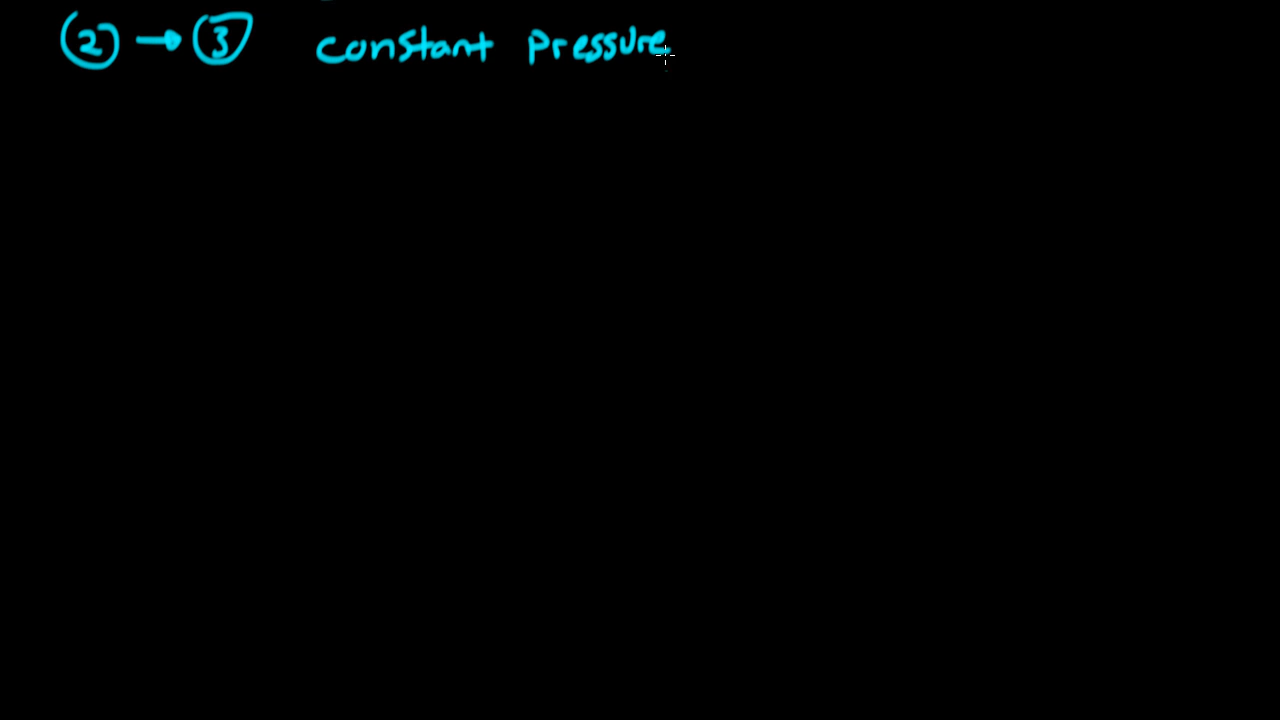 ② → ③ constant pressure